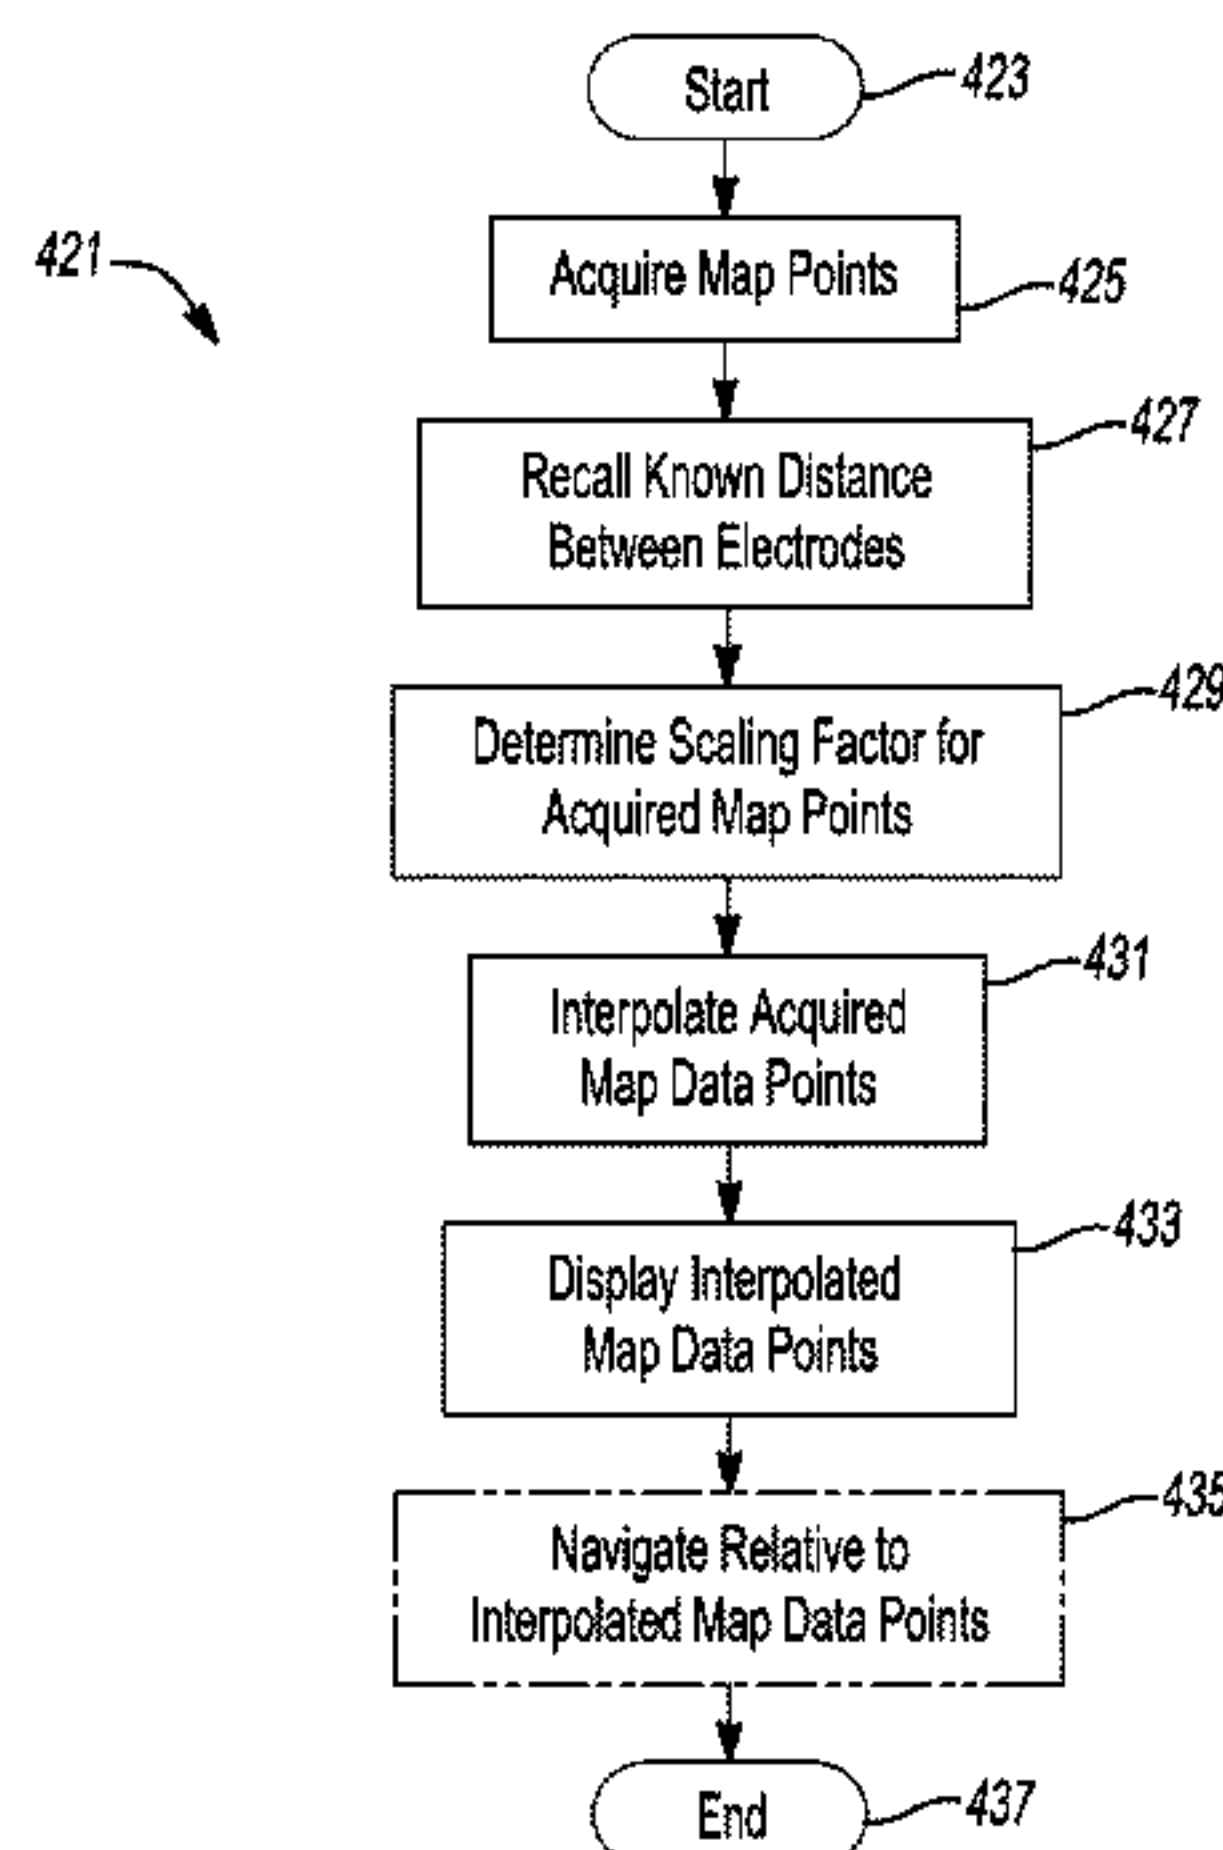 Start
423
421
Acquire Map Points
425
Recall Known Distance
Between Electrodes
427
Determine Scaling Factor for
Acquired Map Points
429
Interpolate Acquired
Map Data Points
431
Display Interpolated
Map Data Points
433
Navigate Relative to
Interpolated Map Data Points
435
End
437